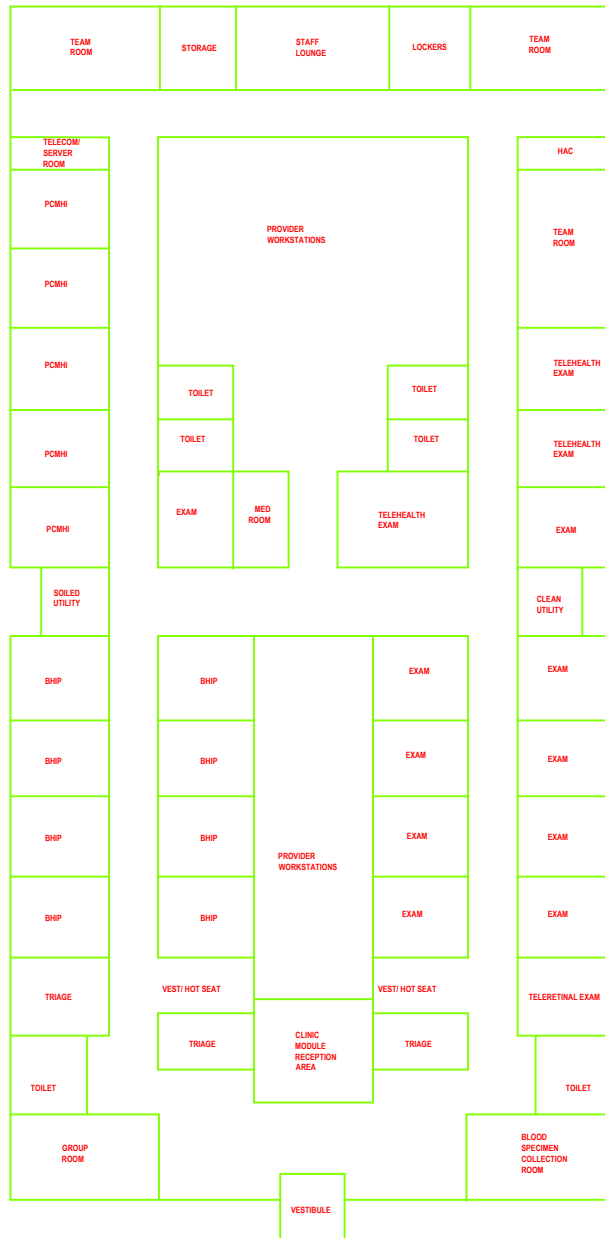 TEAM
ROOM
STORAGE
STAFF
LOUNGE
LOCKERS
TEAM
ROOM
TELECOM/
SERVER
ROOM
HAC
PCMHI
PROVIDER
WORKSTATIONS
TEAM
ROOM
PCMHI
PCMHI
TELEHEALTH
EXAM
TOILET
TOILET
TOILET
TOILET
PCMHI
TELEHEALTH
EXAM
EXAM
MED
ROOM
TELEHEALTH
EXAM
PCMHI
EXAM
SOILED
UTILITY
CLEAN
UTILITY
BHIP
BHIP
EXAM
EXAM
BHIP
BHIP
EXAM
EXAM
BHIP
BHIP
EXAM
EXAM
PROVIDER
WORKSTATIONS
BHIP
BHIP
EXAM
EXAM
TRIAGE
VEST/ HOT SEAT
VEST/ HOT SEAT
TELERETINAL EXAM
TRIAGE
CLINIC
MODULE
RECEPTION
AREA
TRIAGE
TOILET
TOILET
GROUP
ROOM
BLOOD
SPECIMEN
COLLECTION
ROOM
VESTIBULE